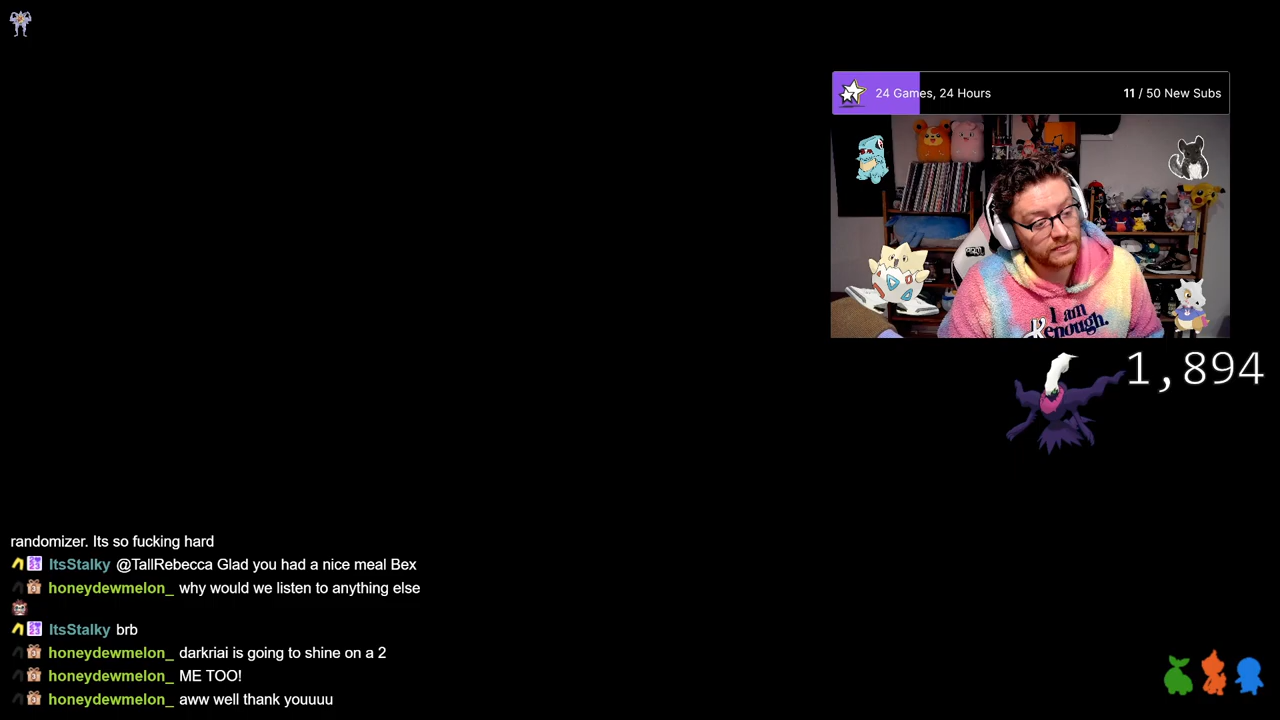 24 Games, 24 Hours 11 / 50 New Subs
I am
Kenough.
1,894
randomizer. Its so fucking hard
ItsStalky @TallRebecca Glad you had a nice meal Bex
honeydewmelon_ why would we listen to anything else
ItsStalky brb
honeydewmelon_ darkriai is going to shine on a 2
honeydewmelon_ ME TOO!
honeydewmelon_ aww well thank youuuu